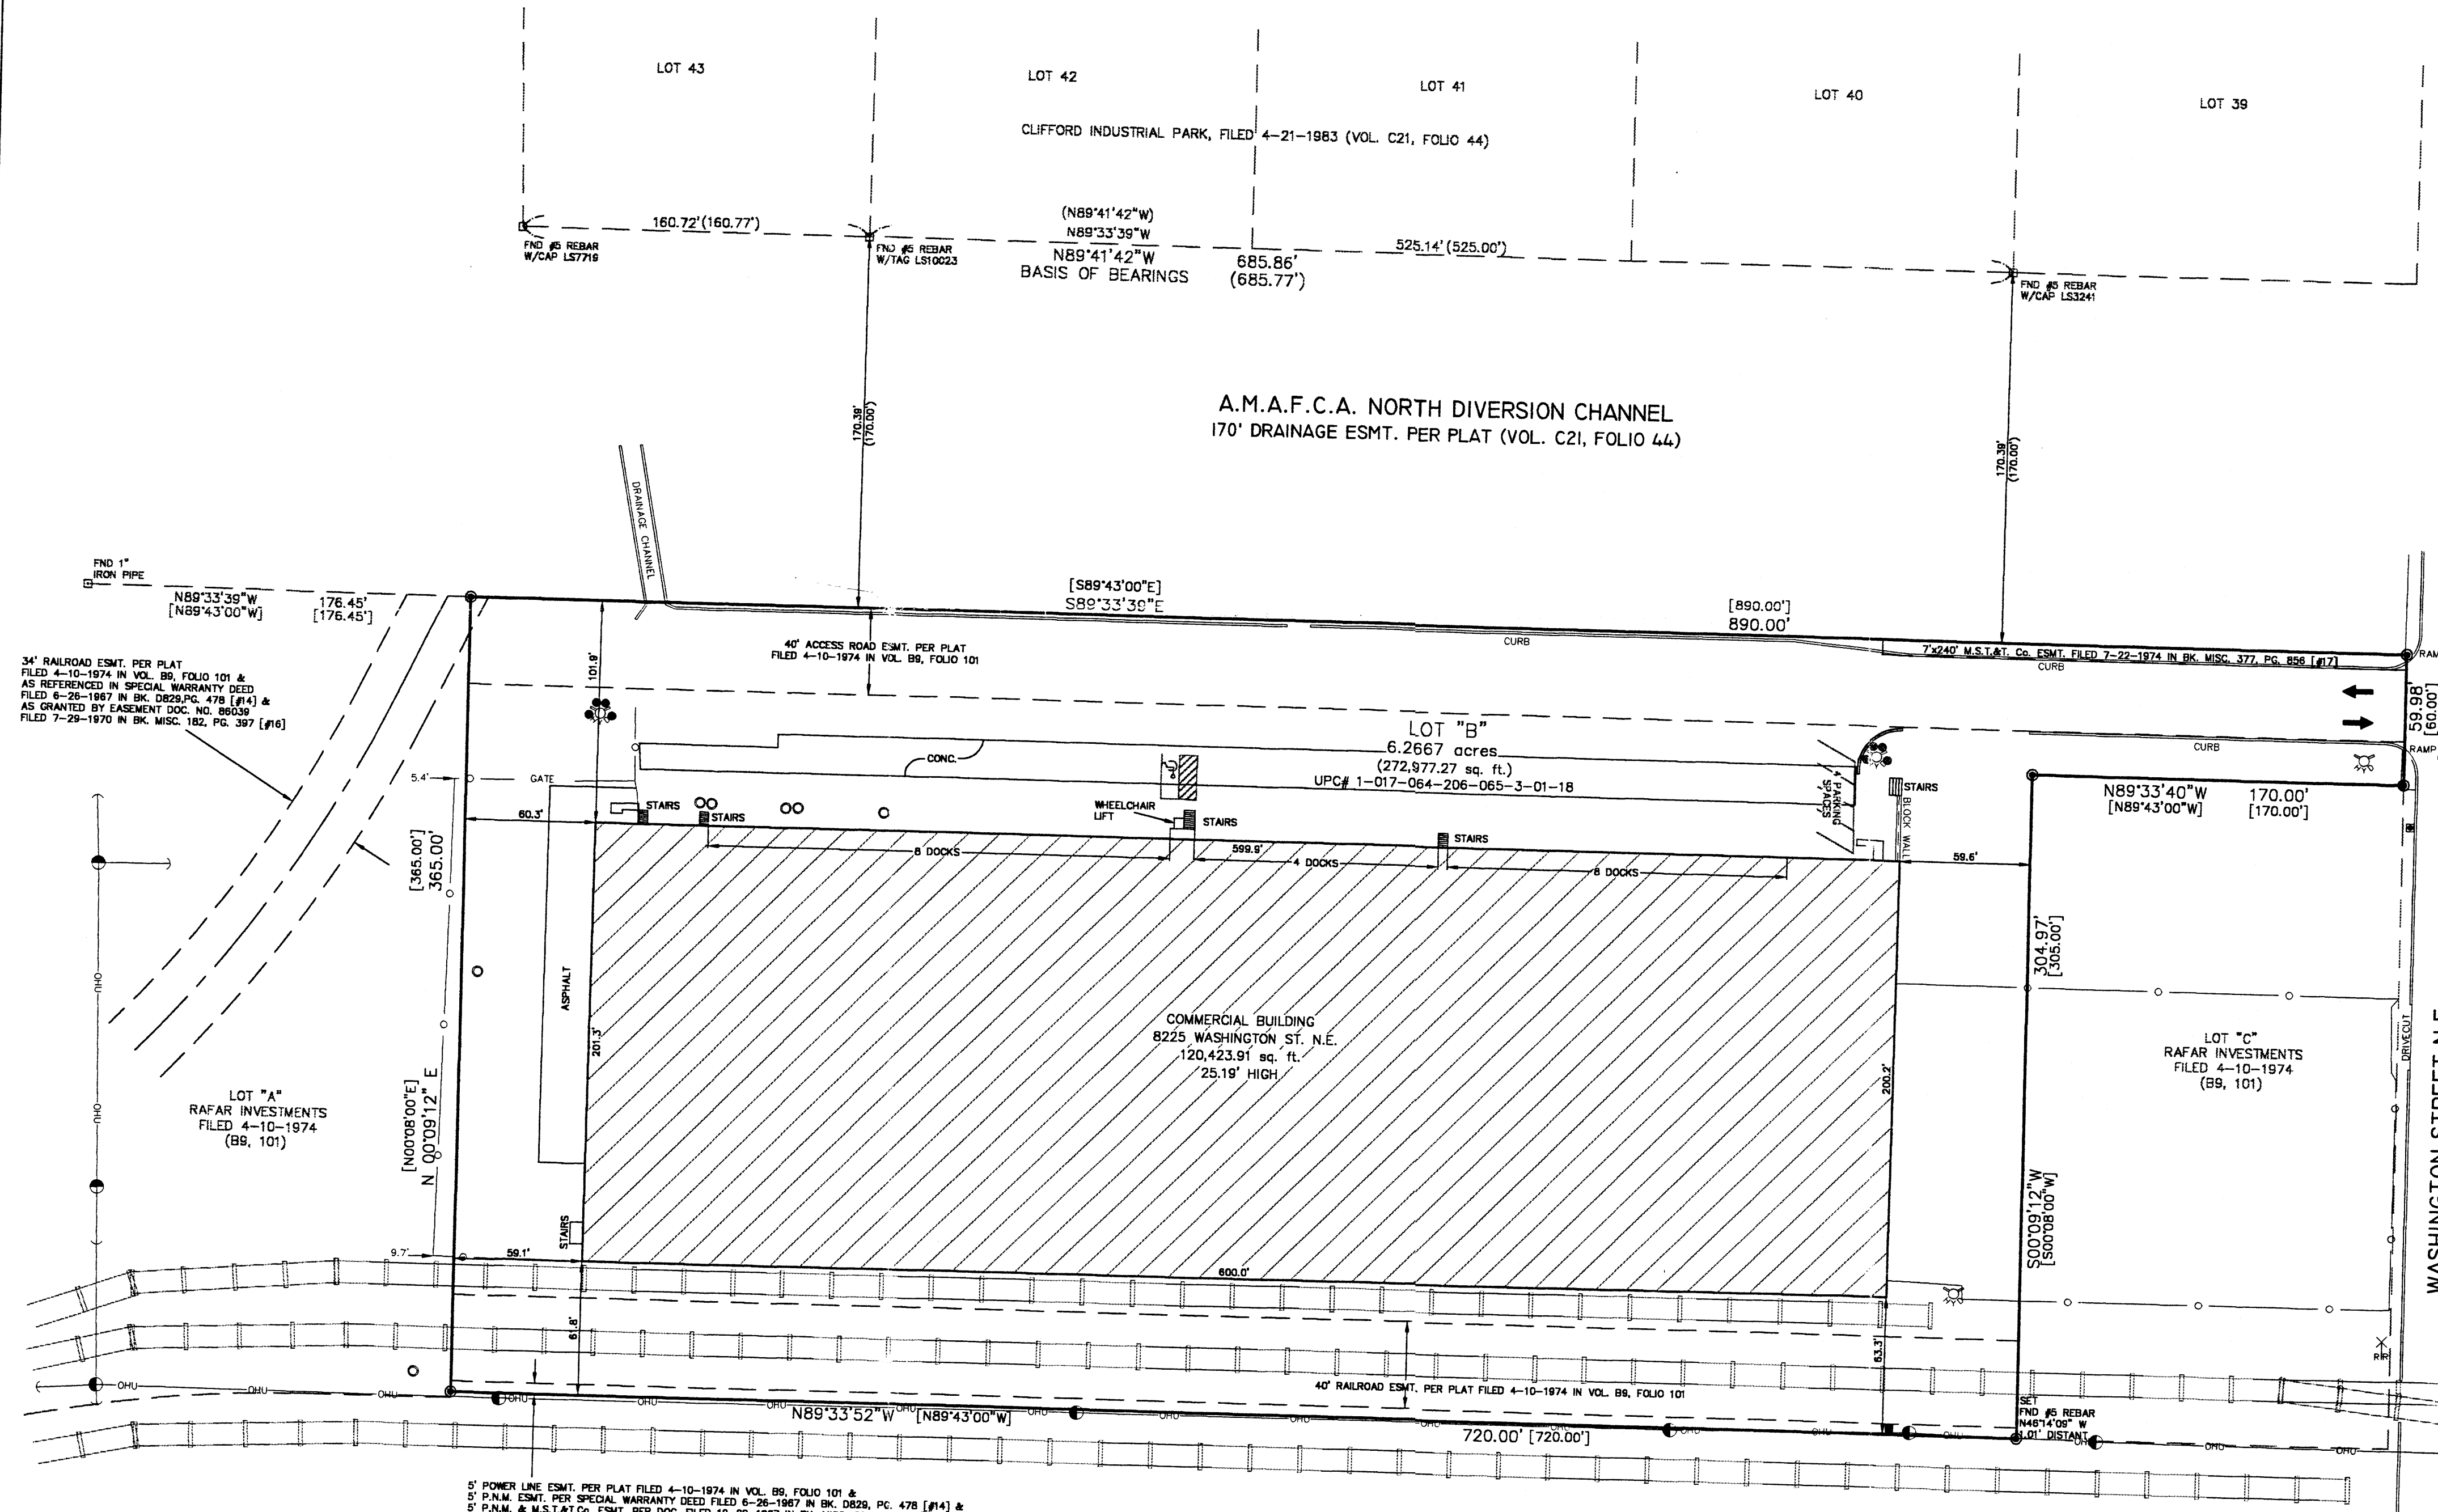 LOT 43
LOT 42
LOT 41
LOT 40
LOT 39
CLIFFORD INDUSTRIAL PARK, FILED 4-21-1983 (VOL. C21, FOLIO 44)
160.72'(160.77')
(N89°41'42"W)
N89°33'39"W
N89°41'42"W
BASIS OF BEARINGS
685.86'
(685.77')
525.14'(525.00')
FND #5 REBAR
W/CAP LS7719
FND #5 REBAR
W/TAG LS10023
FND #5 REBAR
W/CAP LS3241
A.M.A.F.C.A. NORTH DIVERSION CHANNEL
170' DRAINAGE ESMT. PER PLAT (VOL. C21, FOLIO 44)
170.39'
(170.00')
170.39'
(170.00')
DRAINAGE CHANNEL
FND 1"
IRON PIPE
N89°33'39"W
[N89°43'00"W]
176.45'
[176.45']
[S89°43'00"E]
S89°33'39"E
[890.00']
890.00'
CURB
40' ACCESS ROAD ESMT. PER PLAT
FILED 4-10-1974 IN VOL. B9, FOLIO 101
7'x240' M.S.T.&T. Co. ESMT. FILED 7-22-1974 IN BK. MISC. 377, PG. 856 [#17]
CURB
34' RAILROAD ESMT. PER PLAT
FILED 4-10-1974 IN VOL. B9, FOLIO 101 &
AS REFERENCED IN SPECIAL WARRANTY DEED
FILED 6-26-1967 IN BK. D829,PG. 478 [#14] &
AS GRANTED BY EASEMENT DOC. NO. 86039
FILED 7-29-1970 IN BK. MISC. 182, PG. 397 [#16]
101.9'
59.98'
[60.00']
RAMP
CURB
LOT "B"
6.2667 acres
(272,977.27 sq. ft.)
UPC# 1-017-064-206-065-3-01-18
CONC.
5.4'
GATE
60.3'
STAIRS
STAIRS
WHEELCHAIR
LIFT
STAIRS
STAIRS
4 PARKING
SPACES
STAIRS
BLOCK WALL
59.6'
N89°33'40"W
[N89°43'00"W]
170.00'
[170.00']
8 DOCKS
599.9'
4 DOCKS
8 DOCKS
[365.00']
365.00'
304.97'
[305.00']
ASPHALT
201.3'
COMMERCIAL BUILDING
8225 WASHINGTON ST. N.E.
120,423.91 sq. ft.
25.19' HIGH
200.2'
OHU
OHU
LOT "A"
RAFAR INVESTMENTS
FILED 4-10-1974
(B9, 101)
[N00°08'00"E]
N 00°09'12" E
LOT "C"
RAFAR INVESTMENTS
FILED 4-10-1974
(B9, 101)
DRIVECUT
WASHINGTON STREET N.E.
S00°09'12"W
[S00°08'00"W]
STAIRS
9.7'
59.1'
600.0'
61.8'
63.3'
40' RAILROAD ESMT. PER PLAT FILED 4-10-1974 IN VOL. B9, FOLIO 101
OHU
OHU
OHU
OHU
OHU
N89°33'52"W [N89°43'00"W]
720.00' [720.00']
SET
FND #5 REBAR
N46°14'09" W
1.01' DISTANT
5' POWER LINE ESMT. PER PLAT FILED 4-10-1974 IN VOL. B9, FOLIO 101 &
5' P.N.M. ESMT. PER SPECIAL WARRANTY DEED FILED 6-26-1967 IN BK. D829, PG. 478 [#14] &